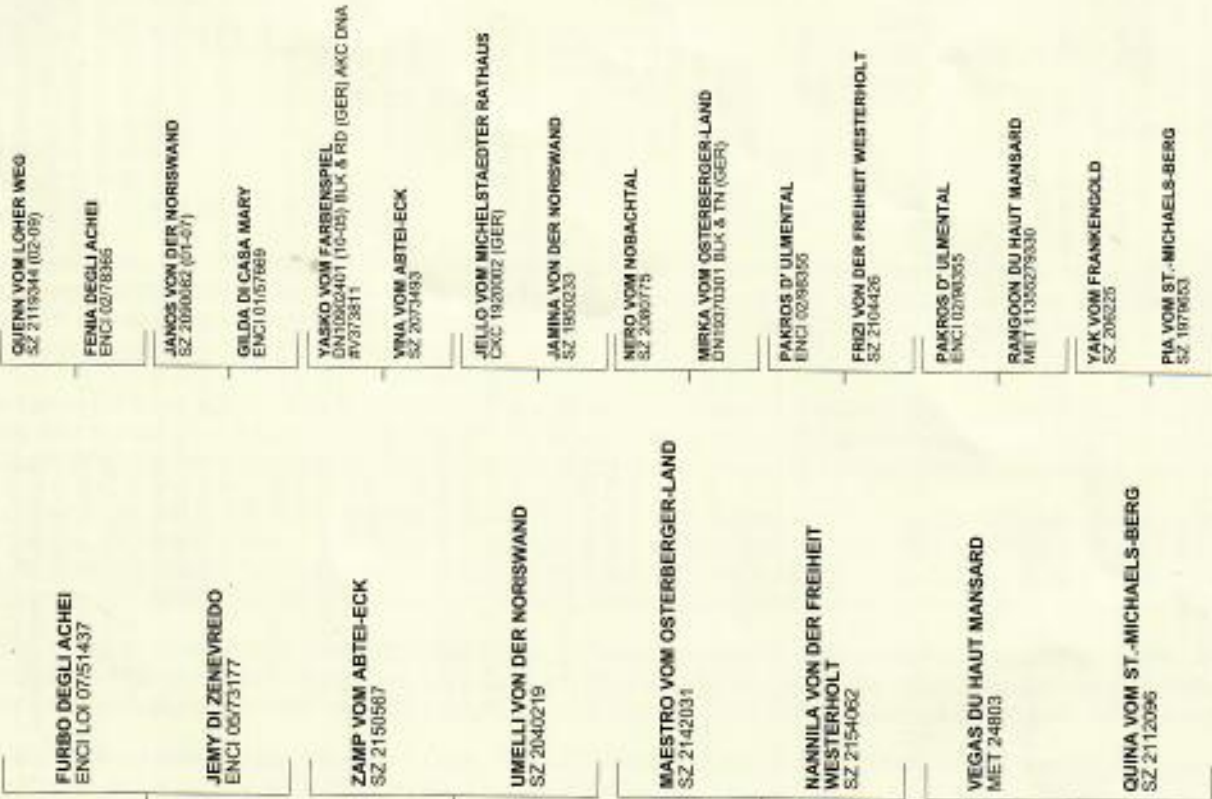 FURBO DEGLI ACHEI
ENCI LOI 07/51437
JEMY DI ZENEVREDO
ENCI 05/73177
ZAMP VOM ABTEI-ECK
SZ 2150567
UMELLI VON DER NORISWAND
SZ 2040219
MAESTRO VOM OSTERBERGER-LAND
SZ 2142031
NANNILA VON DER FREIHEIT
WESTERHOLT
SZ 2154062
VEGAS DU HAUT MANSARD
MET 24803
QUINA VOM ST.-MICHAELS-BERG
SZ 2112096
QUENN VOM LOHER WEG
SZ 2119344 (02-09)
FENIA DEGLI ACHEI
ENCI 02/78365
JANOS VON DER NORISWAND
SZ 2090082 (01-07)
GILDA DI CASA MARY
ENCI 01/57669
YASKO VOM FARBENSPIEL
DN10902401 (10-05) BLK & RD (GER) AKC DNA
#V373811
VINA VOM ABTEI-ECK
SZ 2073493
JELLO VOM MICHELSTAEDTER RATHAUS
CKC 1920002 (GER)
JAMINA VON DER NORISWAND
SZ 1950233
NERO VOM NOBACHTAL
SZ 2090775
MIRKA VOM OSTERBERGER-LAND
DN19370301 BLK & TN (GER)
PAKROS D' ULMENTAL
ENCI 02/98355
FRIZI VON DER FREIHEIT WESTERHOLT
SZ 2104426
PAKROS D' ULMENTAL
ENCI 02/98355
RANGOON DU HAUT MANSARD
MET 11355279330
YAK VOM FRANKENGOLD
SZ 2062225
PIA VOM ST.-MICHAELS-BERG
SZ 1979653